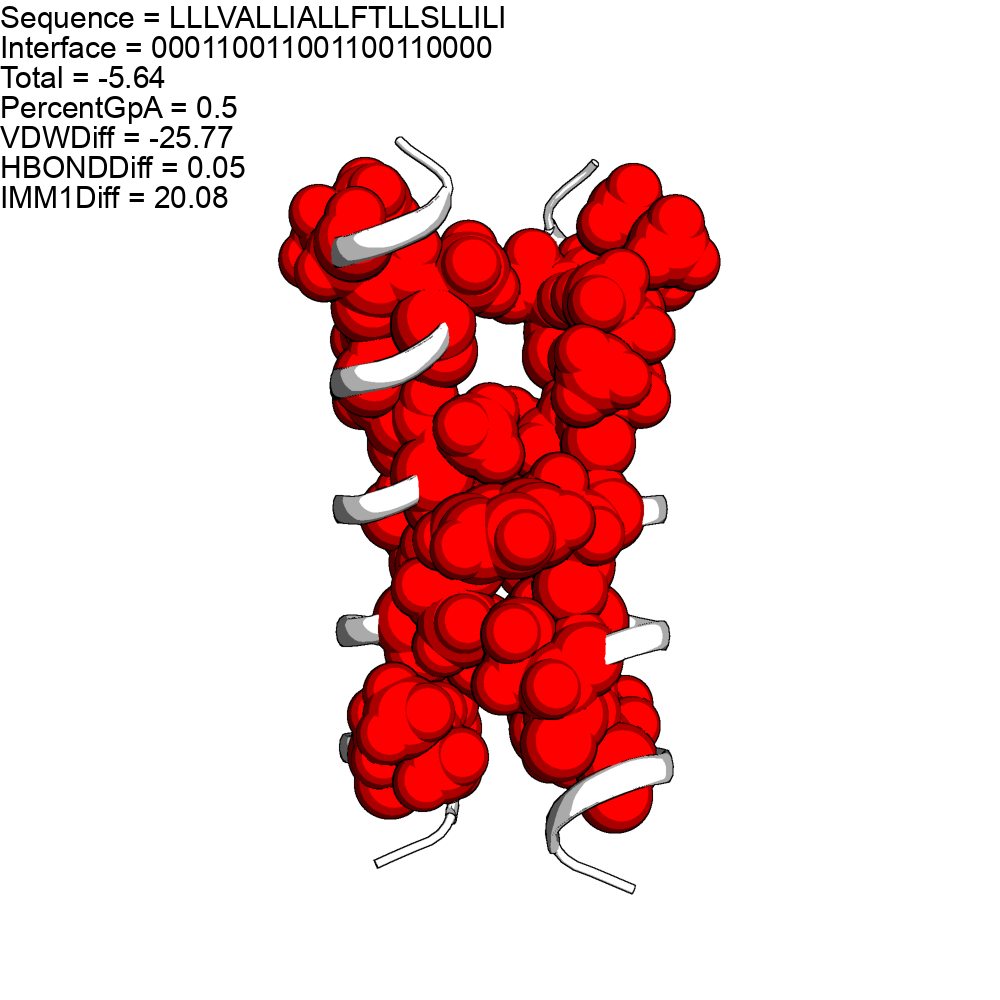 Sequence = LLLVALLIALLFTLLSLLILI
Interface = 000110011001100110000
Total = -5.64
PercentGpA = 0.5
VDWDiff = -25.77
HBONDDiff = 0.05
IMM1Diff = 20.08